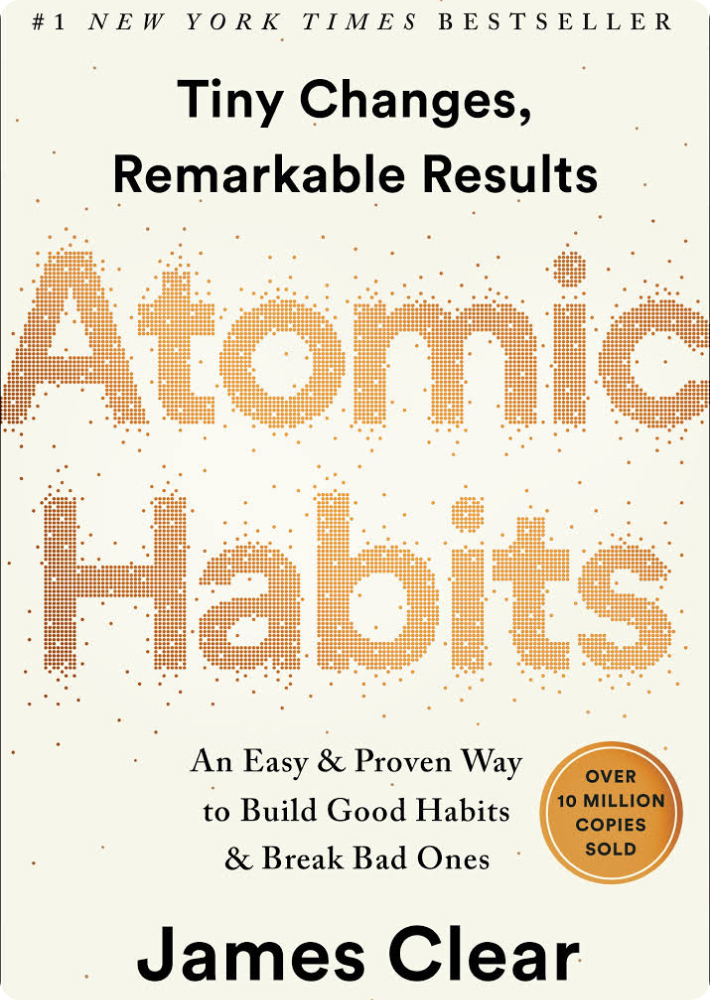 #1 NEW YORK TIMES BESTSELLER
Tiny Changes,
Remarkable Results
Atomic
Habits
An Easy & Proven Way
to Build Good Habits
& Break Bad Ones
OVER
10 MILLION
COPIES
SOLD
James Clear